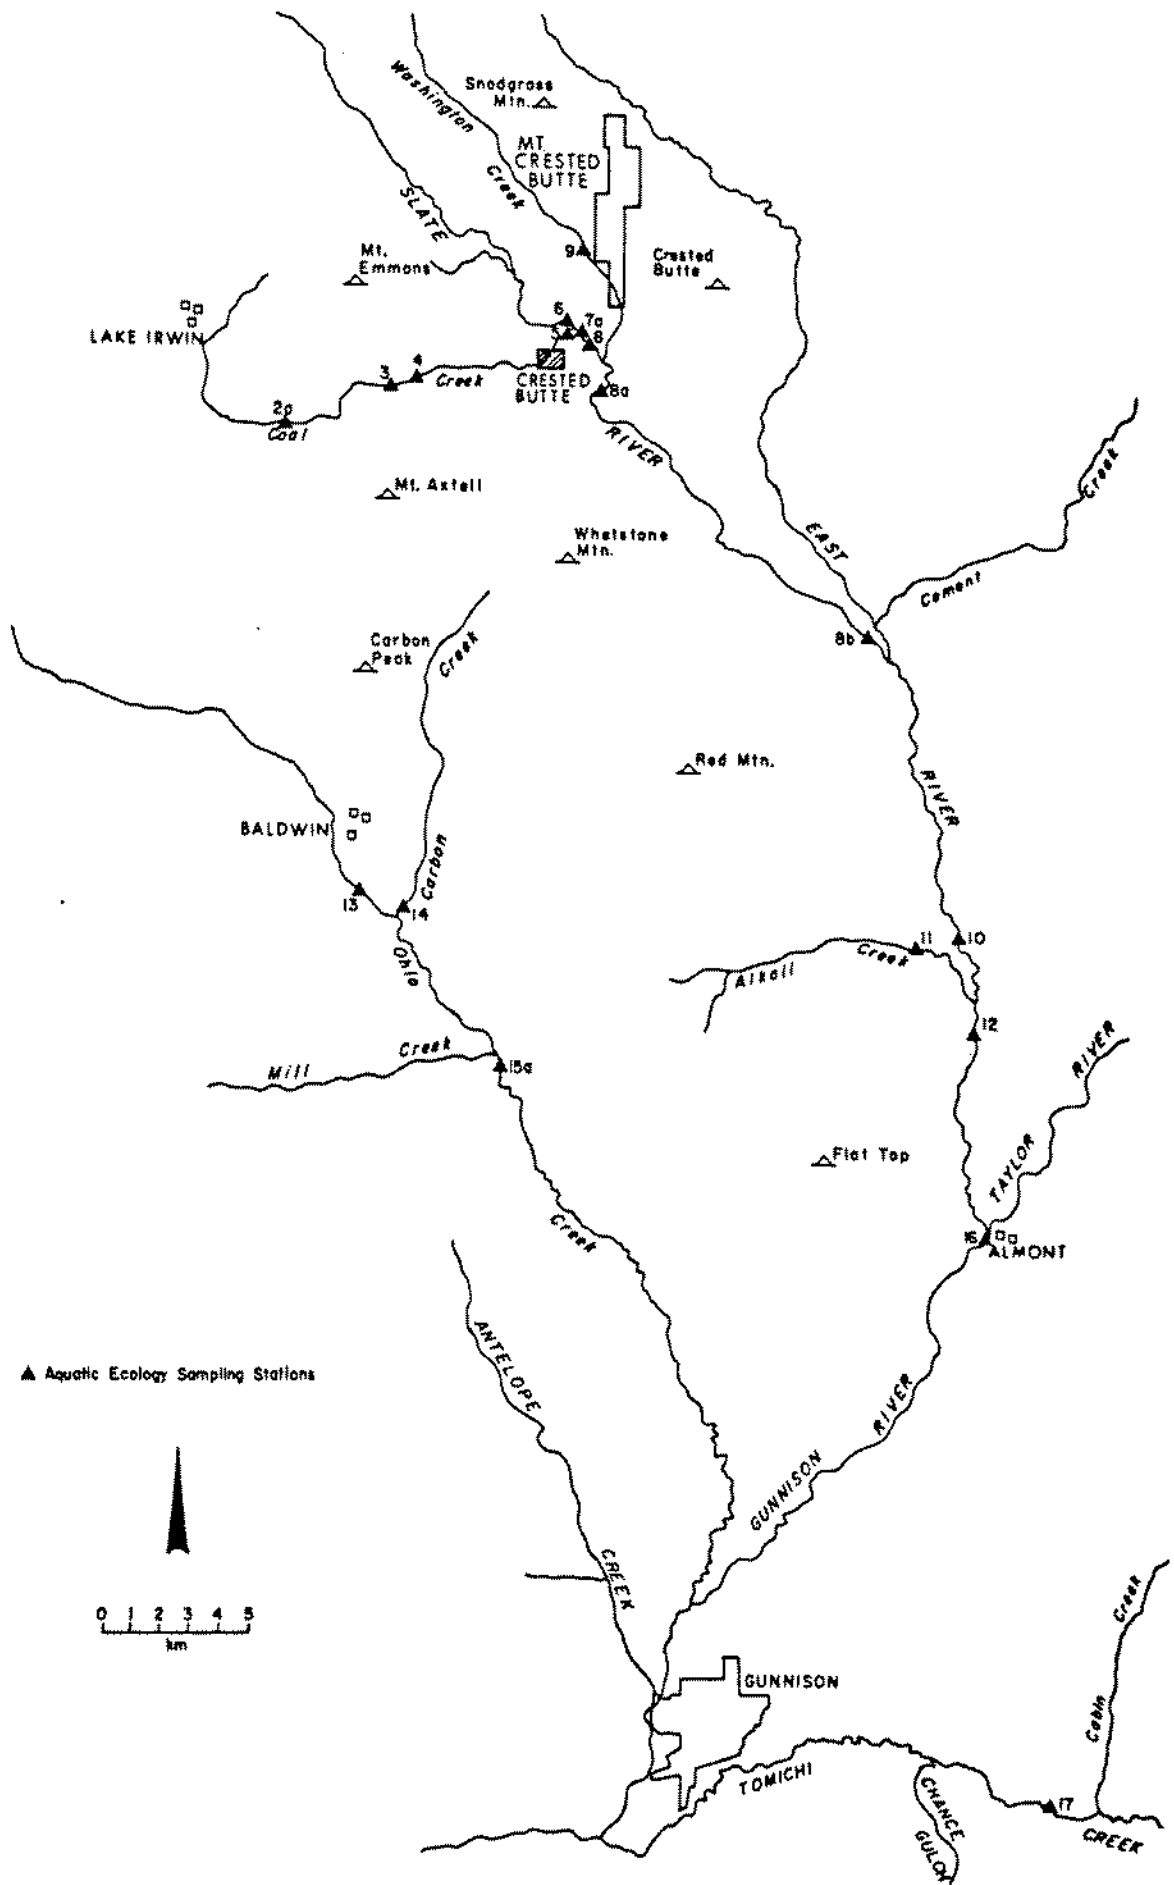 Washington
Creek
Snodgrass
Mtn.
MT.
CRESTED
BUTTE
SLATE
Mt.
Emmons
9
Crested
Butte
LAKE IRWIN
6
7a
5
8
4
3
Creek
CRESTED
BUTTE
8a
2p
Coal
RIVER
Mt. Axtell
Whetstone
Mtn.
EAST
Creek
Cement
8b
Carbon
Peak
Creek
Red Mtn.
RIVER
BALDWIN
Carbon
13
14
Ohio
11
10
Creek
Alkali
12
RIVER
Creek
Mill
15a
Flat Top
TAYLOR
16
ALMONT
Creek
ANTELOPE
▲ Aquatic Ecology Sampling Stations
RIVER
GUNNISON
CREEK
0 1 2 3 4 5
km
Creek
GUNNISON
Cabin
TOMICHI
CHANCE
GULCH
17
CREEK